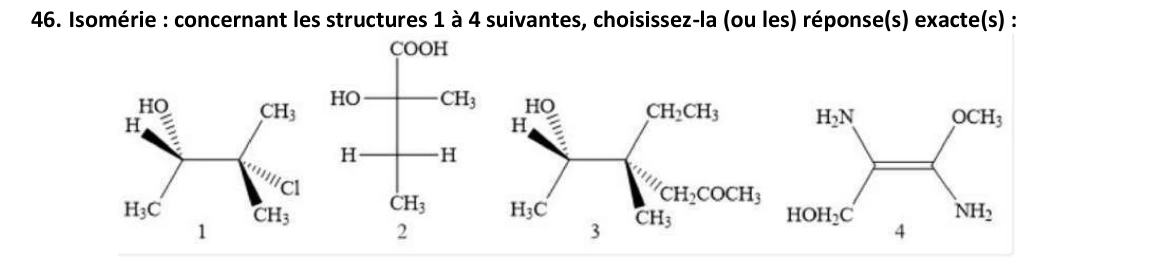 46. Isomérie : concernant les structures 1 à 4 suivantes, choisissez-la (ou les) réponse(s) exacte(s) :
COOH
HO CH3 HO CH3 HO CH2CH3 H2N OCH3
H H
H H
Cl CH2COCH3
H3C CH3 CH3 H3C CH3 HOH2C NH2
1 2 3 4